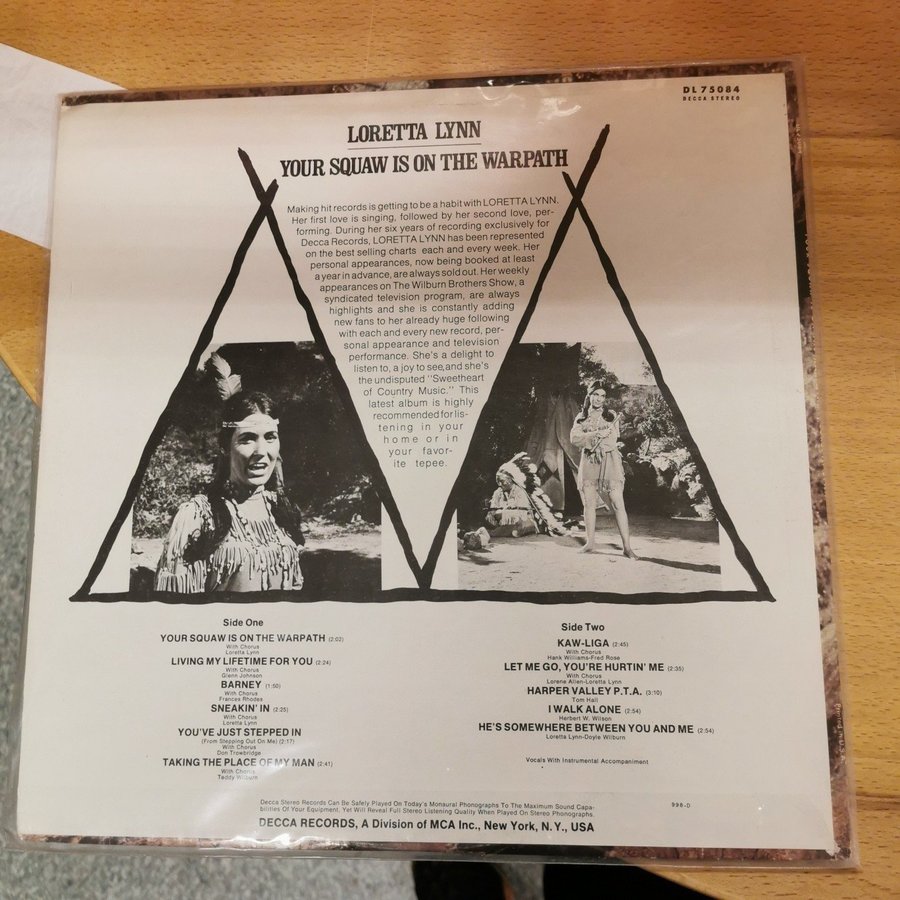 DL 75084
DECCA STEREO
LORETTA LYNN
YOUR SQUAW IS ON THE WARPATH
Making hit records is getting to be a habit with LORETTA LYNN.
Her first love is singing, followed by her second love, per-
forming. During her six years of recording exclusively for
Decca Records, LORETTA LYNN has been represented
on the best selling charts each and every week. Her
personal appearances, now being booked at least
a year in advance, are always sold out. Her weekly
appearances on The Wilburn Brothers Show, a
syndicated television program, are always
highlights and she is constantly adding
new fans to her already huge following
with each and every new record, per-
sonal appearance and television
performance. She's a delight to
listen to, a joy to see, and she's
the undisputed "Sweetheart
of Country Music." This
latest album is highly
recommended for lis-
tening in your
home or in
your favor-
ite tepee.
Side One
YOUR SQUAW IS ON THE WARPATH (2:02)
With Chorus
Loretta Lynn
LIVING MY LIFETIME FOR YOU (2:24)
With Chorus
Glenn Johnson
BARNEY (1:50)
With Chorus
Frances Rhodes
SNEAKIN' IN (2:25)
With Chorus
Loretta Lynn
YOU'VE JUST STEPPED IN
(From Stepping Out On Me) (2:17)
With Chorus
Don Trowbridge
TAKING THE PLACE OF MY MAN (2:41)
With Chorus
Teddy Wilburn
Side Two
KAW-LIGA (2:45)
With Chorus
Hank Williams-Fred Rose
LET ME GO, YOU'RE HURTIN' ME (2:35)
With Chorus
Lorene Allen-Loretta Lynn
HARPER VALLEY P.T.A. (3:10)
Tom Hall
I WALK ALONE (2:54)
Herbert W. Wilson
HE'S SOMEWHERE BETWEEN YOU AND ME (2:54)
Loretta Lynn-Doyle Wilburn
Vocals With Instrumental Accompaniment
Decca Stereo Records Can Be Safely Played On Today's Monaural Phonographs To The Maximum Sound Capa-
bilities Of Your Equipment. Yet Will Reveal Full Stereo Listening Quality When Played On Stereo Phonographs.
998-D
DECCA RECORDS, A Division of MCA Inc., New York, N.Y., USA